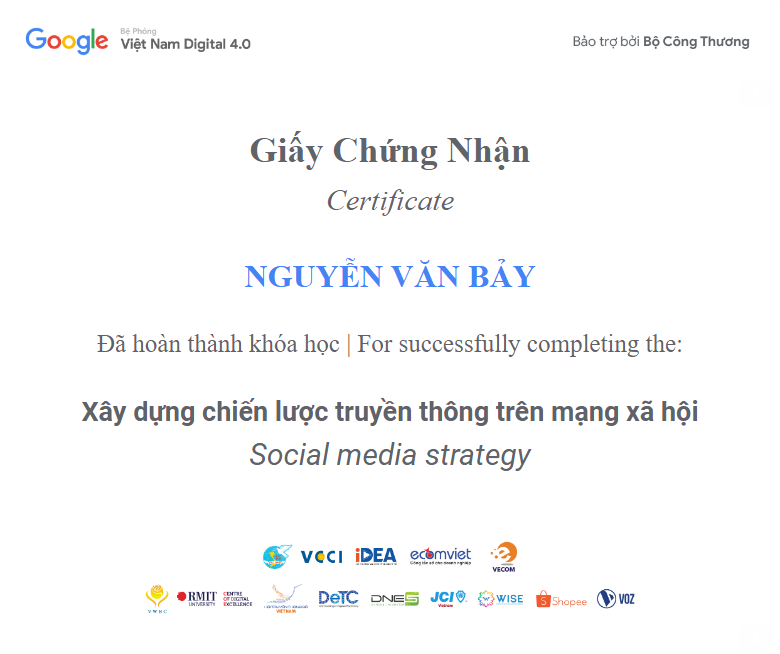 Google
Bệ Phóng
Việt Nam Digital 4.0
Bảo trợ bởi Bộ Công Thương
Giấy Chứng Nhận
Certificate
NGUYỄN VĂN BẢY
Đã hoàn thành khóa học | For successfully completing the:
Xây dựng chiến lược truyền thông trên mạng xã hội
Social media strategy
VCCI iDEA ecomviet
VECOM
VWEC RMIT UNIVERSITY CENTRE OF DIGITAL EXCELLENCE VIETNAM DeTC DNES JCI Vietnam WISE Shopee VOZ